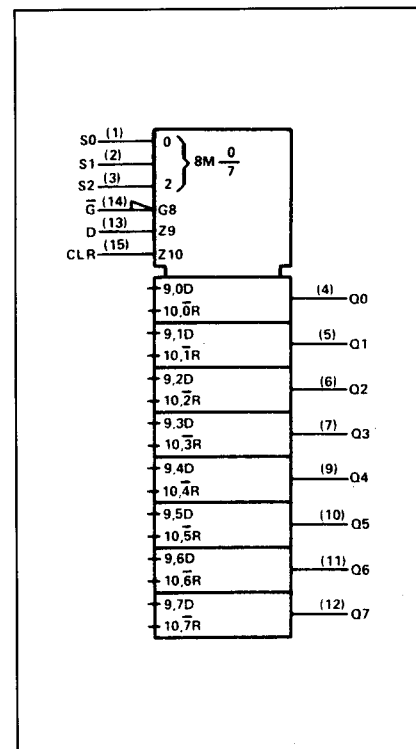 S0 (1) 0
S1 (2) 8M 0/7
S2 (3) 2
G̅ (14) G8
D (13) Z9
CLR (15) Z10
9,0D (4) Q0
10,0̅R
9,1D (5) Q1
10,1̅R
9,2D (6) Q2
10,2̅R
9,3D (7) Q3
10,3̅R
9,4D (9) Q4
10,4̅R
9,5D (10) Q5
10,5̅R
9,6D (11) Q6
10,6̅R
9,7D (12) Q7
10,7̅R